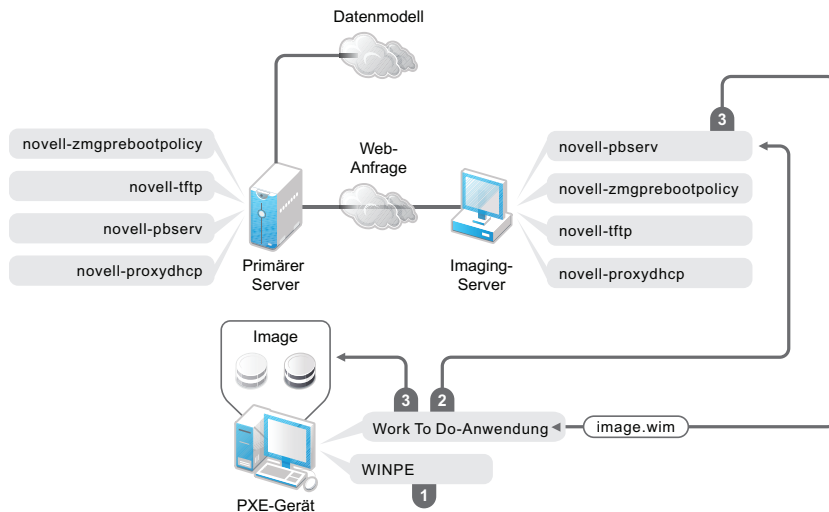 Datenmodell
3
novell-zmgprebootpolicy
novell-tftp
novell-pbserv
novell-proxydhcp
Web-
Anfrage
novell-pbserv
novell-zmgprebootpolicy
novell-tftp
novell-proxydhcp
Primärer
Server
Imaging-
Server
Image
3
2
Work To Do-Anwendung
image.wim
WINPE
1
PXE-Gerät